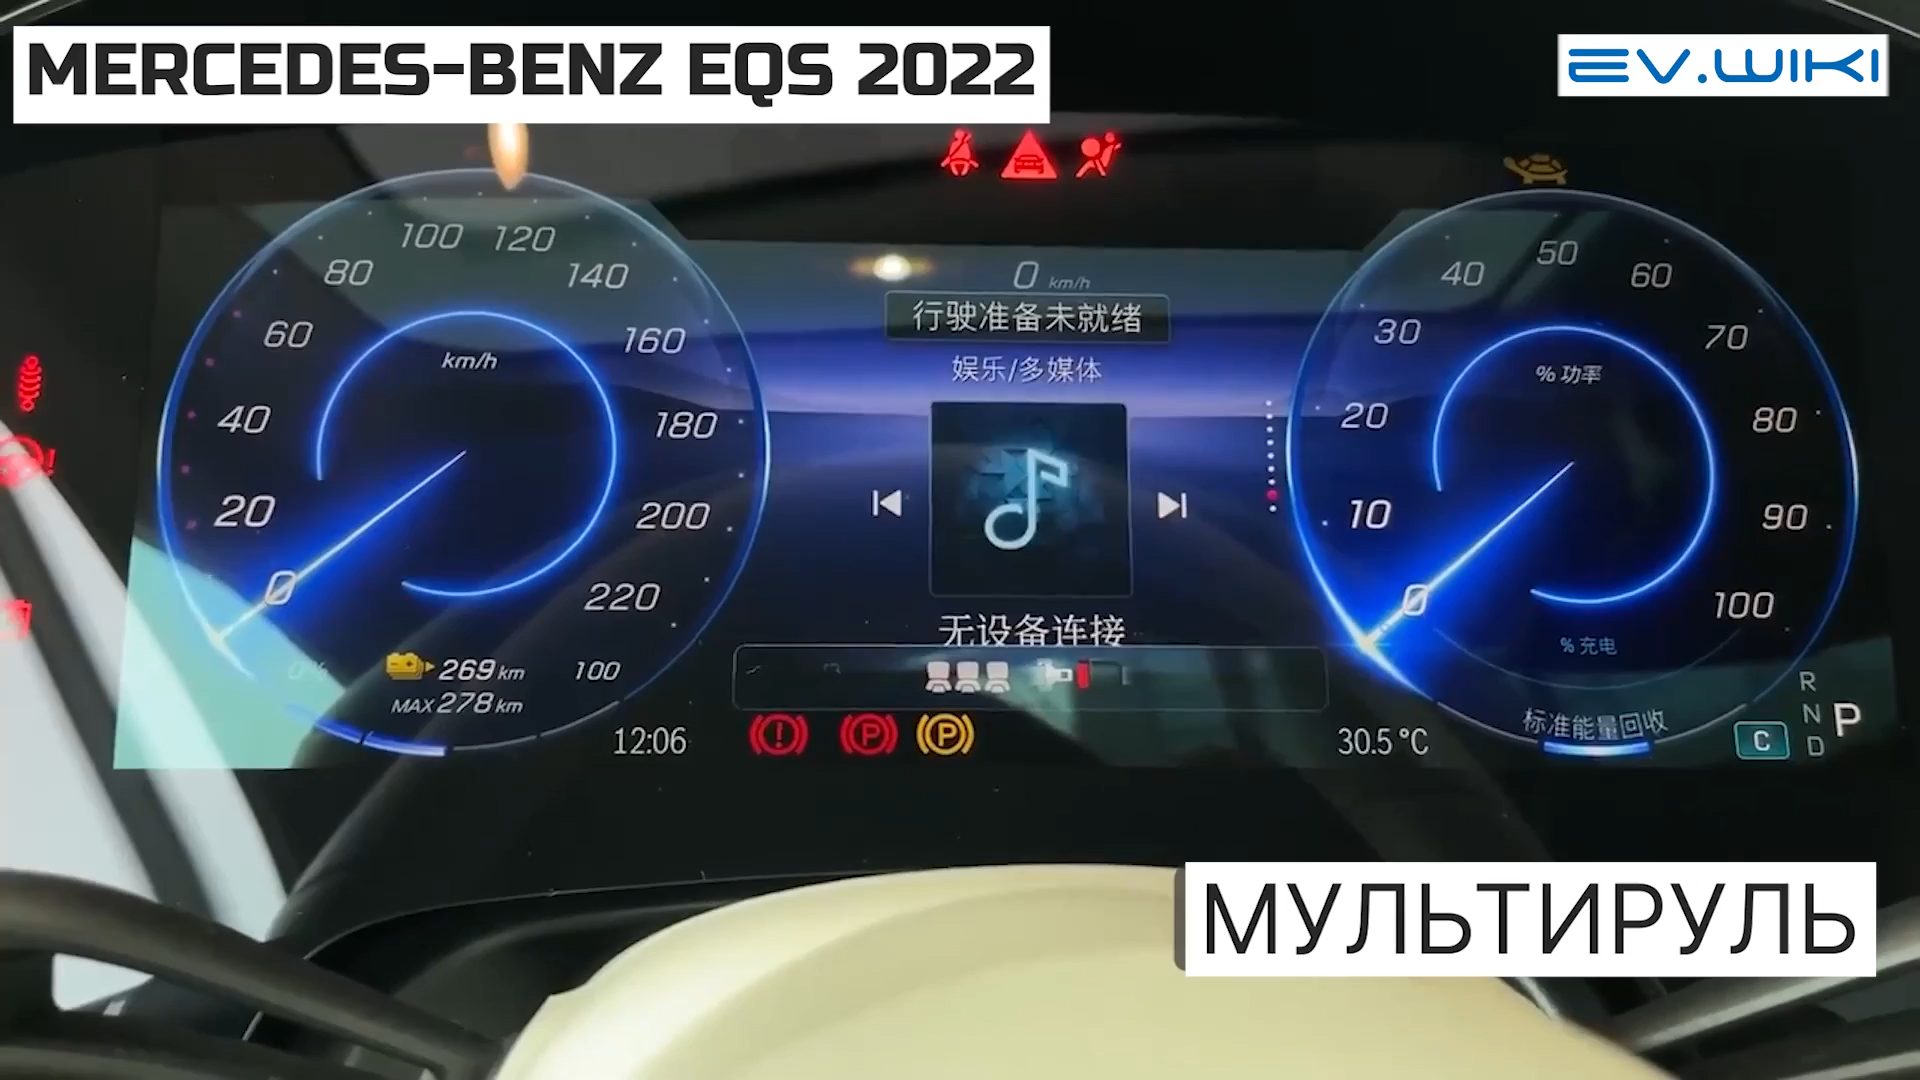 MERCEDES-BENZ EQS 2022
EV.WIKI
100 120
80 140
60 160
km/h
40 180
20 200
0 220
269 km 100
MAX 278 km
12:06
0 km/h
行驶准备未就绪
娱乐/多媒体
无设备连接
P
P
30.5 °C
50
40 60
30 70
% 功率
20 80
10 90
0 100
% 充电
标准能量回收
C
R
N P
D
МУЛЬТИРУЛЬ